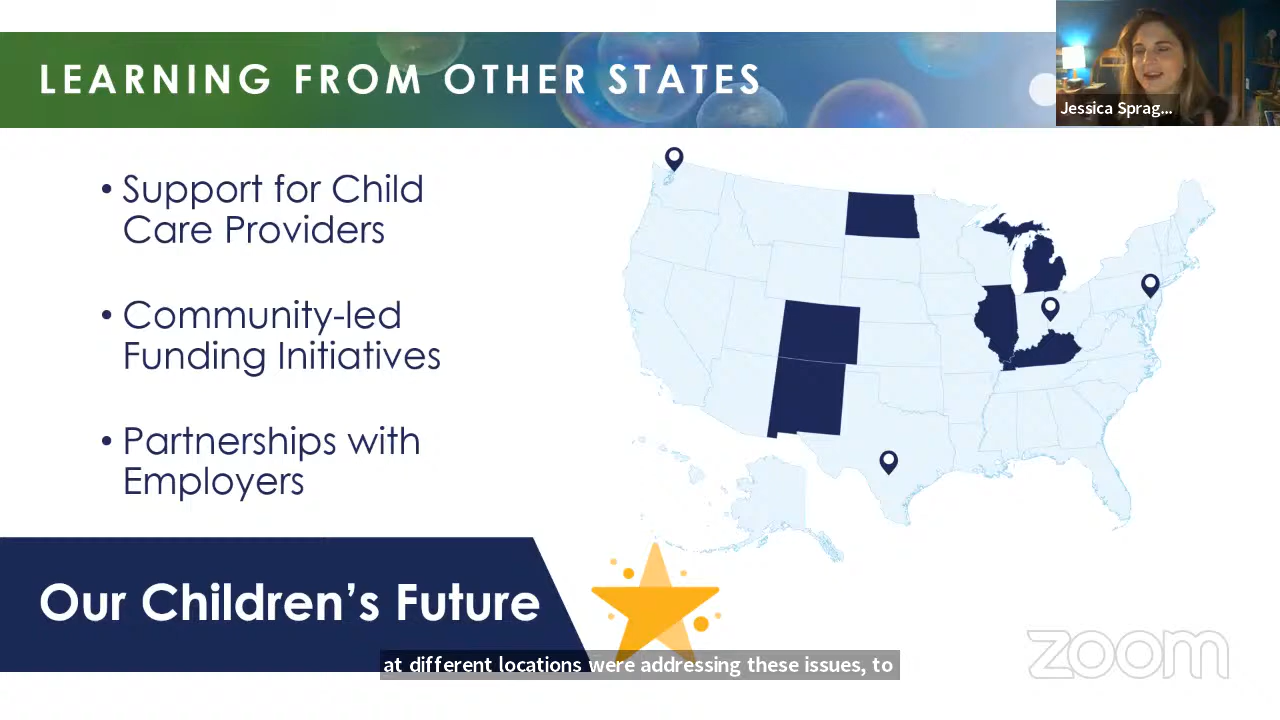 LEARNING FROM OTHER STATES
Jessica Sprag...
• Support for Child
Care Providers
• Community-led
Funding Initiatives
• Partnerships with
Employers
Our Children’s Future
at different locations were addressing these issues, to
zoom